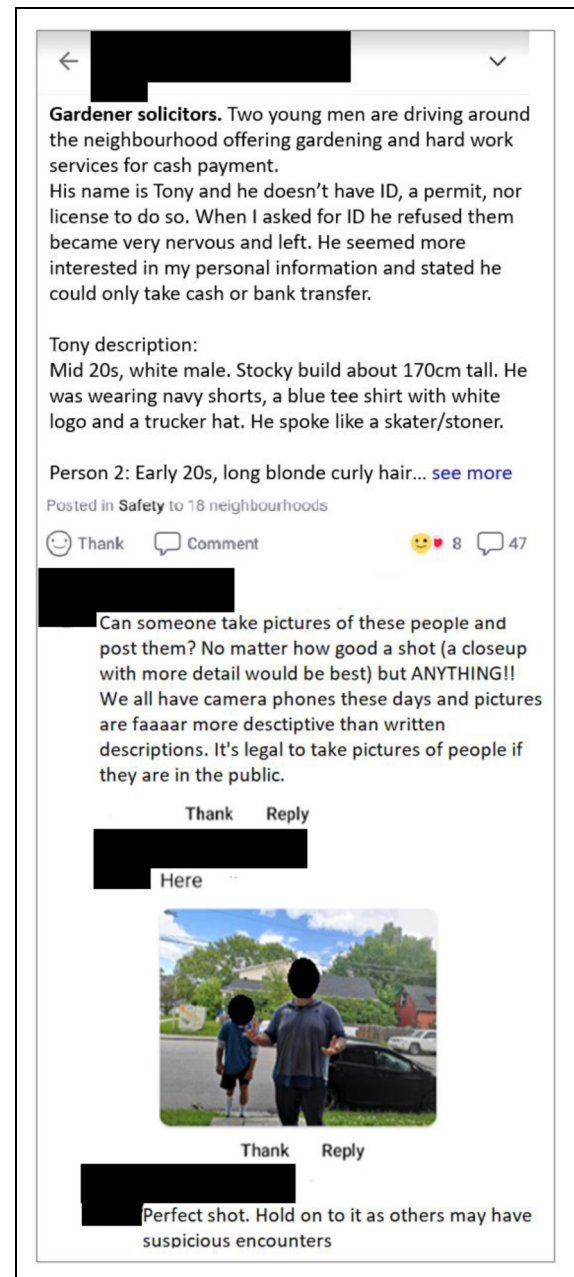 Gardener solicitors. Two young men are driving around
the neighbourhood offering gardening and hard work
services for cash payment.
His name is Tony and he doesn't have ID, a permit, nor
license to do so. When I asked for ID he refused them
became very nervous and left. He seemed more
interested in my personal information and stated he
could only take cash or bank transfer.
Tony description:
Mid 20s, white male. Stocky build about 170cm tall. He
was wearing navy shorts, a blue tee shirt with white
logo and a trucker hat. He spoke like a skater/stoner.
Person 2: Early 20s, long blonde curly hair... see more
Posted in Safety to 18 neighbourhoods
Thank Comment 8 47
Can someone take pictures of these people and
post them? No matter how good a shot (a closeup
with more detail would be best) but ANYTHING!!
We all have camera phones these days and pictures
are faaaar more desctiptive than written
descriptions. It's legal to take pictures of people if
they are in the public.
Thank Reply
Here
Thank Reply
Perfect shot. Hold on to it as others may have
suspicious encounters